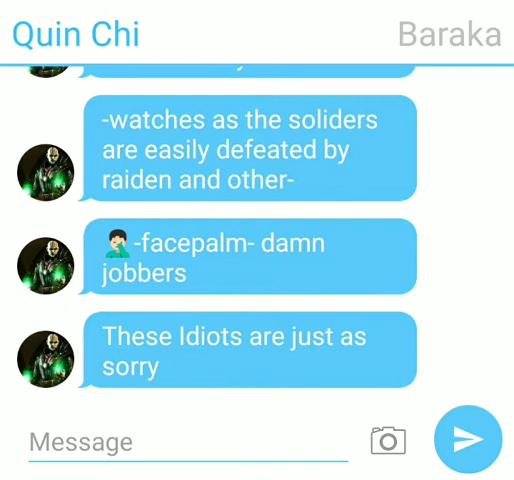 Quin Chi
Baraka
-watches as the soliders
are easily defeated by
raiden and other-
🤦🏻‍♂️-facepalm- damn
jobbers
These Idiots are just as
sorry
Message